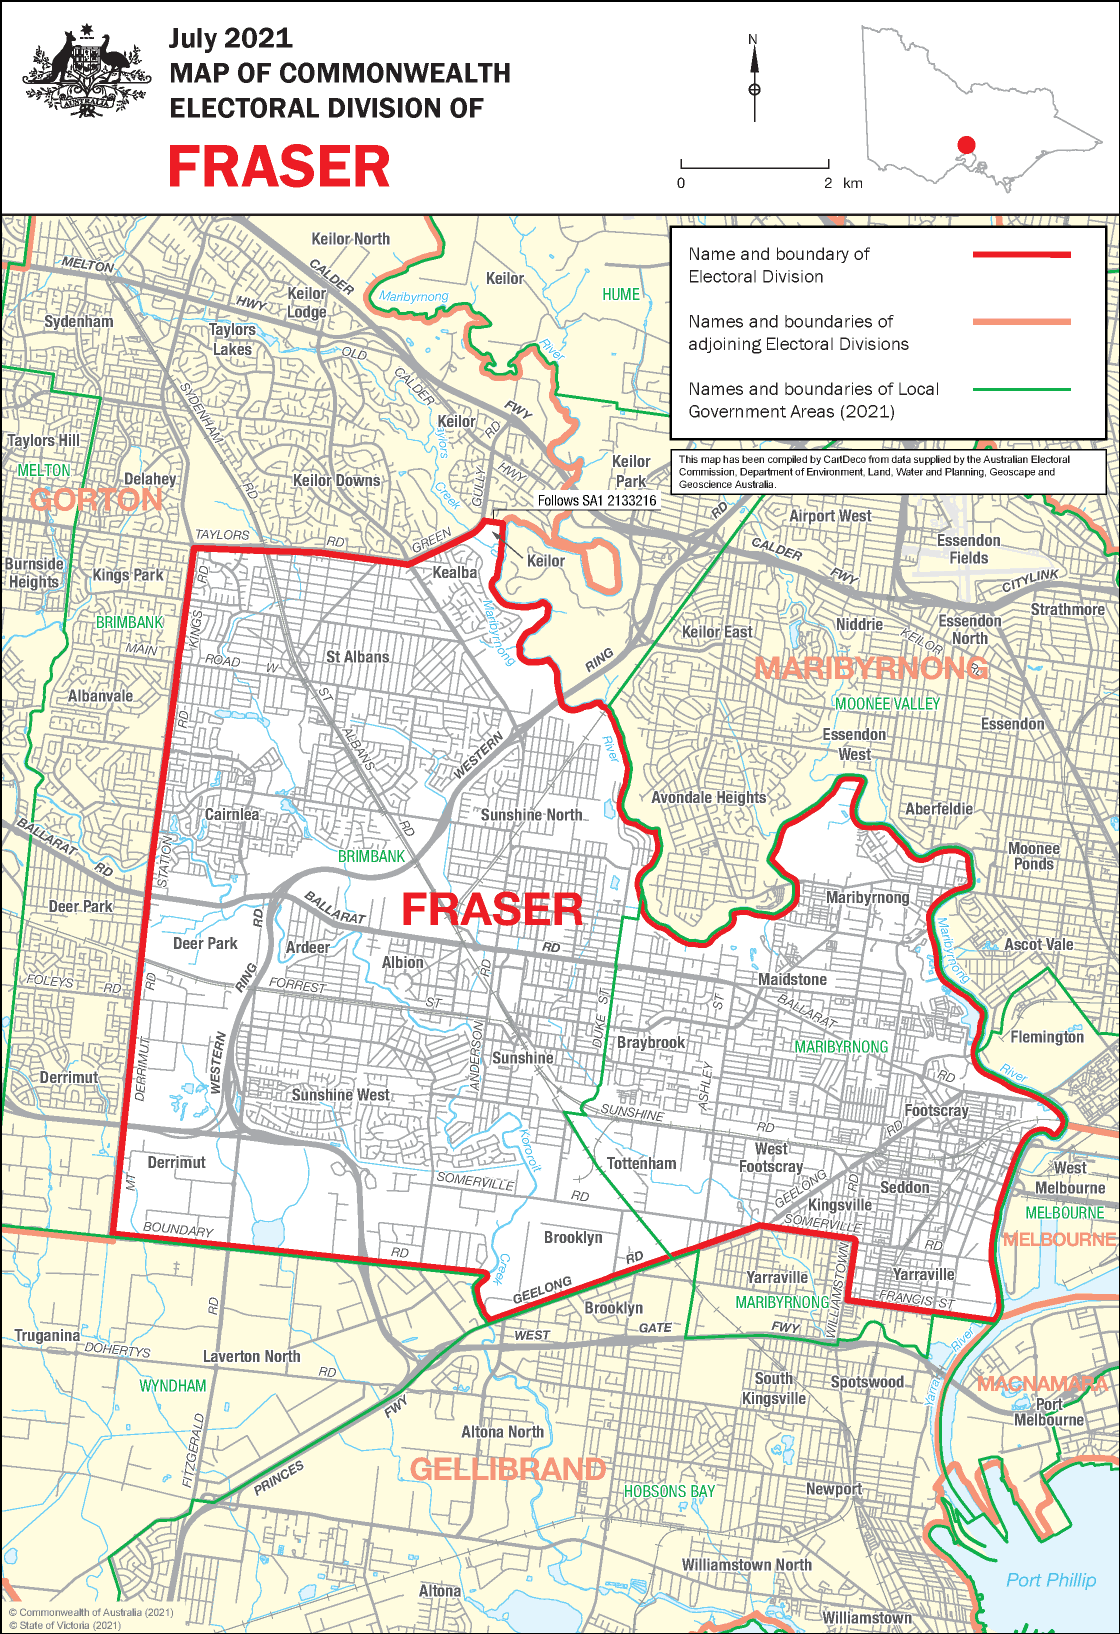 July 2021
MAP OF COMMONWEALTH
ELECTORAL DIVISION OF
FRASER
AUSTRALIA
N
0 2 km
Name and boundary of
Electoral Division
Names and boundaries of
adjoining Electoral Divisions
Names and boundaries of Local
Government Areas (2021)
This map has been compiled by CartDeco from data supplied by the Australian Electoral
Commission, Department of Environment, Land, Water and Planning, Geoscape and
Geoscience Australia.
Keilor North
MELTON
HWY
CALDER
Keilor
Lodge
Maribyrnong
River
Keilor
HUME
Sydenham
Taylors
Lakes
OLD
CALDER
FWY
SYDENHAM
RD
Keilor
RD
HWY
Taylors
Creek
GULLY
Keilor
Park
Taylors Hill
MELTON
GORTON
Delahey
Keilor Downs
Follows SA1 2133216
RD
Airport West
Essendon
Fields
CALDER
FWY
CITYLINK
Strathmore
TAYLORS
RD
GREEN
Kealba
Keilor
Burnside
Heights
Kings Park
BRIMBANK
KINGS
RD
MAIN
ROAD
W
St Albans
Maribyrnong
RING
Keilor East
Niddrie
KEILOR
RD
Essendon
North
MARIBYRNONG
MOONEE VALLEY
Essendon
Essendon
West
Albanvale
RD
ST
ALBANS
RD
WESTERN
River
Avondale Heights
Aberfeldie
Cairnlea
Sunshine North
Moonee
Ponds
BALLARAT
RD
STATION
BRIMBANK
FRASER
Deer Park
Deer Park
RD
BALLARAT
RD
Ardeer
Albion
Maribyrnong
Maribyrnong
Ascot Vale
FOLEYS
RD
RD
RING
FORREST
ST
RD
Maidstone
BALLARAT
RD
ST
DUKE ST
Braybrook
MARIBYRNONG
Flemington
River
Derrimut
DERRIMUT
WESTERN
Sunshine
ANDERSON
ASHLEY
Sunshine West
SUNSHINE
RD
Footscray
RD
Kororoit
Creek
Derrimut
MT
SOMERVILLE
RD
Tottenham
West
Footscray
GEELONG
RD
Seddon
Kingsville
West
Melbourne
MELBOURNE
MELBOURNE
BOUNDARY
RD
Brooklyn
SOMERVILLE
RD
GEELONG
RD
Yarraville
Yarraville
WILLIAMSTOWN
FRANCIS ST
MARIBYRNONG
Brooklyn
WEST
GATE
FWY
Truganina
DOHERTYS
RD
RD
Laverton North
WYNDHAM
FITZGERALD
PRINCES
FWY
South
Kingsville
Spotswood
Yarra
River
MACNAMARA
Port
Melbourne
Altona North
GELLIBRAND
HOBSONS BAY
Newport
Williamstown North
Altona
Williamstown
Port Phillip
© Commonwealth of Australia (2021)
© State of Victoria (2021)